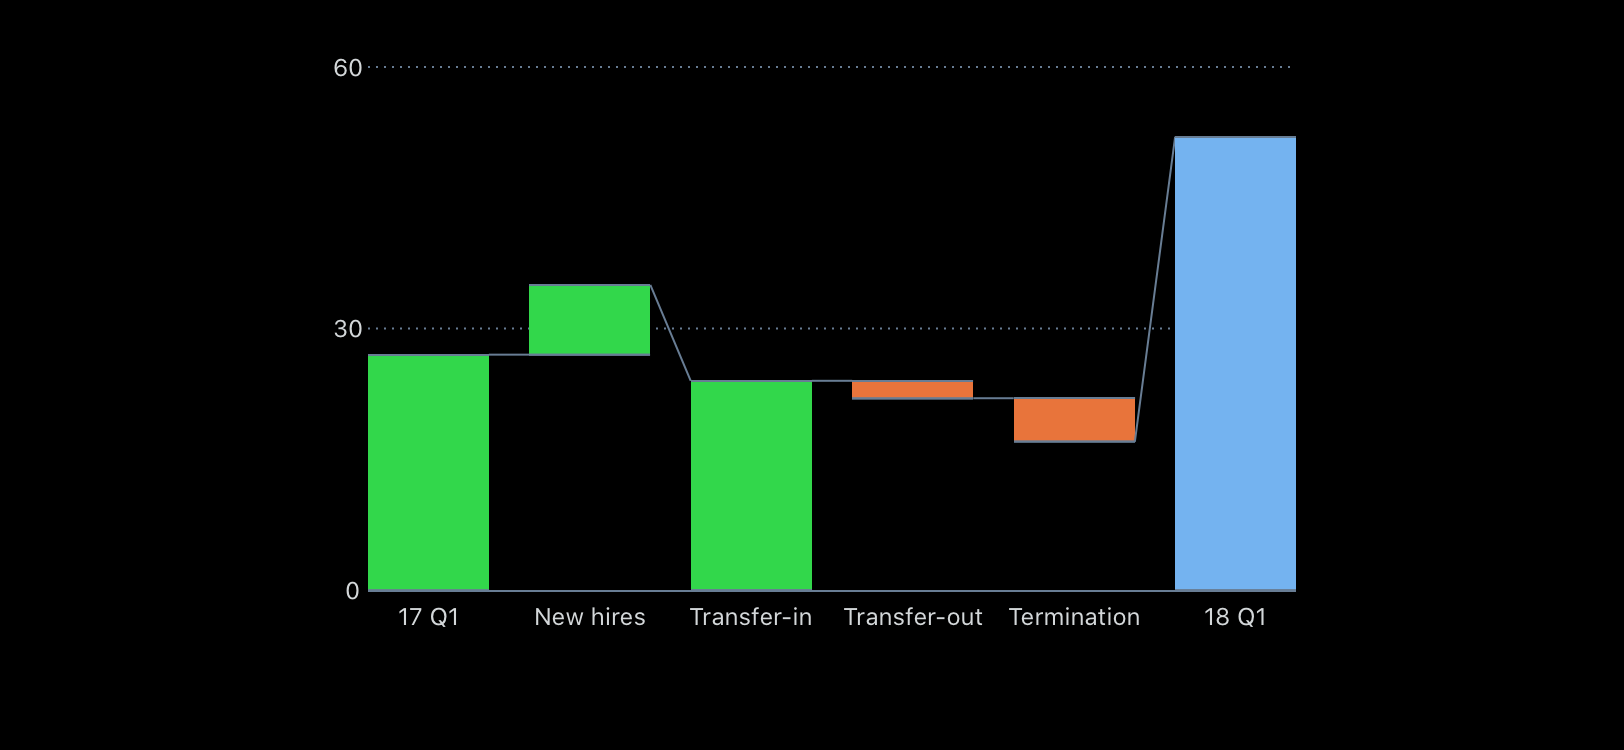 60
30
0
17 Q1
New hires
Transfer-in
Transfer-out
Termination
18 Q1